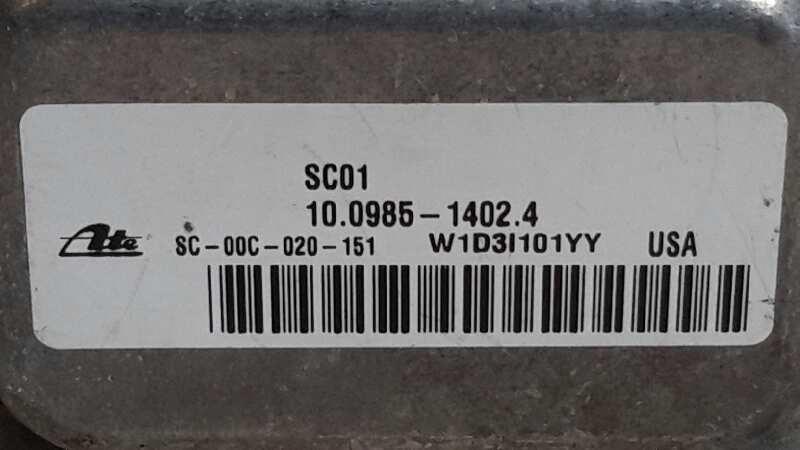 SC01
10.0985-1402.4
Ate SC-00C-020-151 W1D3I101YY USA